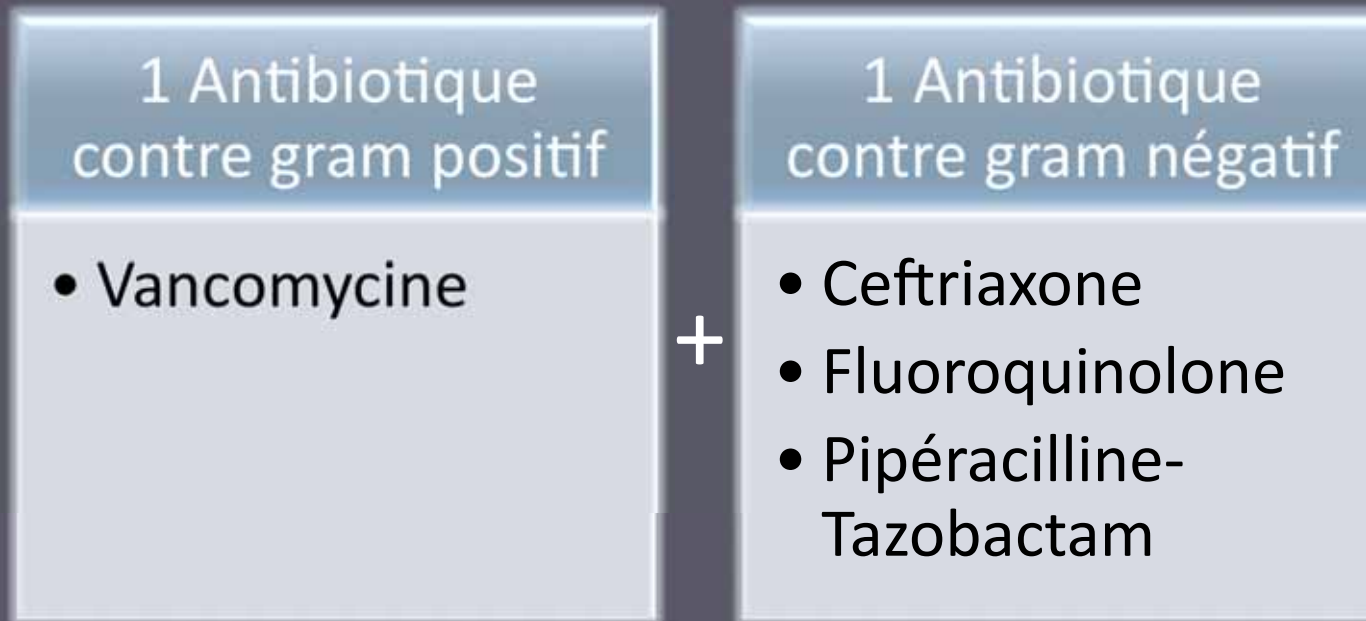 1 Antibiotique
contre gram positif
• Vancomycine
+
1 Antibiotique
contre gram négatif
• Ceftriaxone
• Fluoroquinolone
• Pipéracilline-
Tazobactam